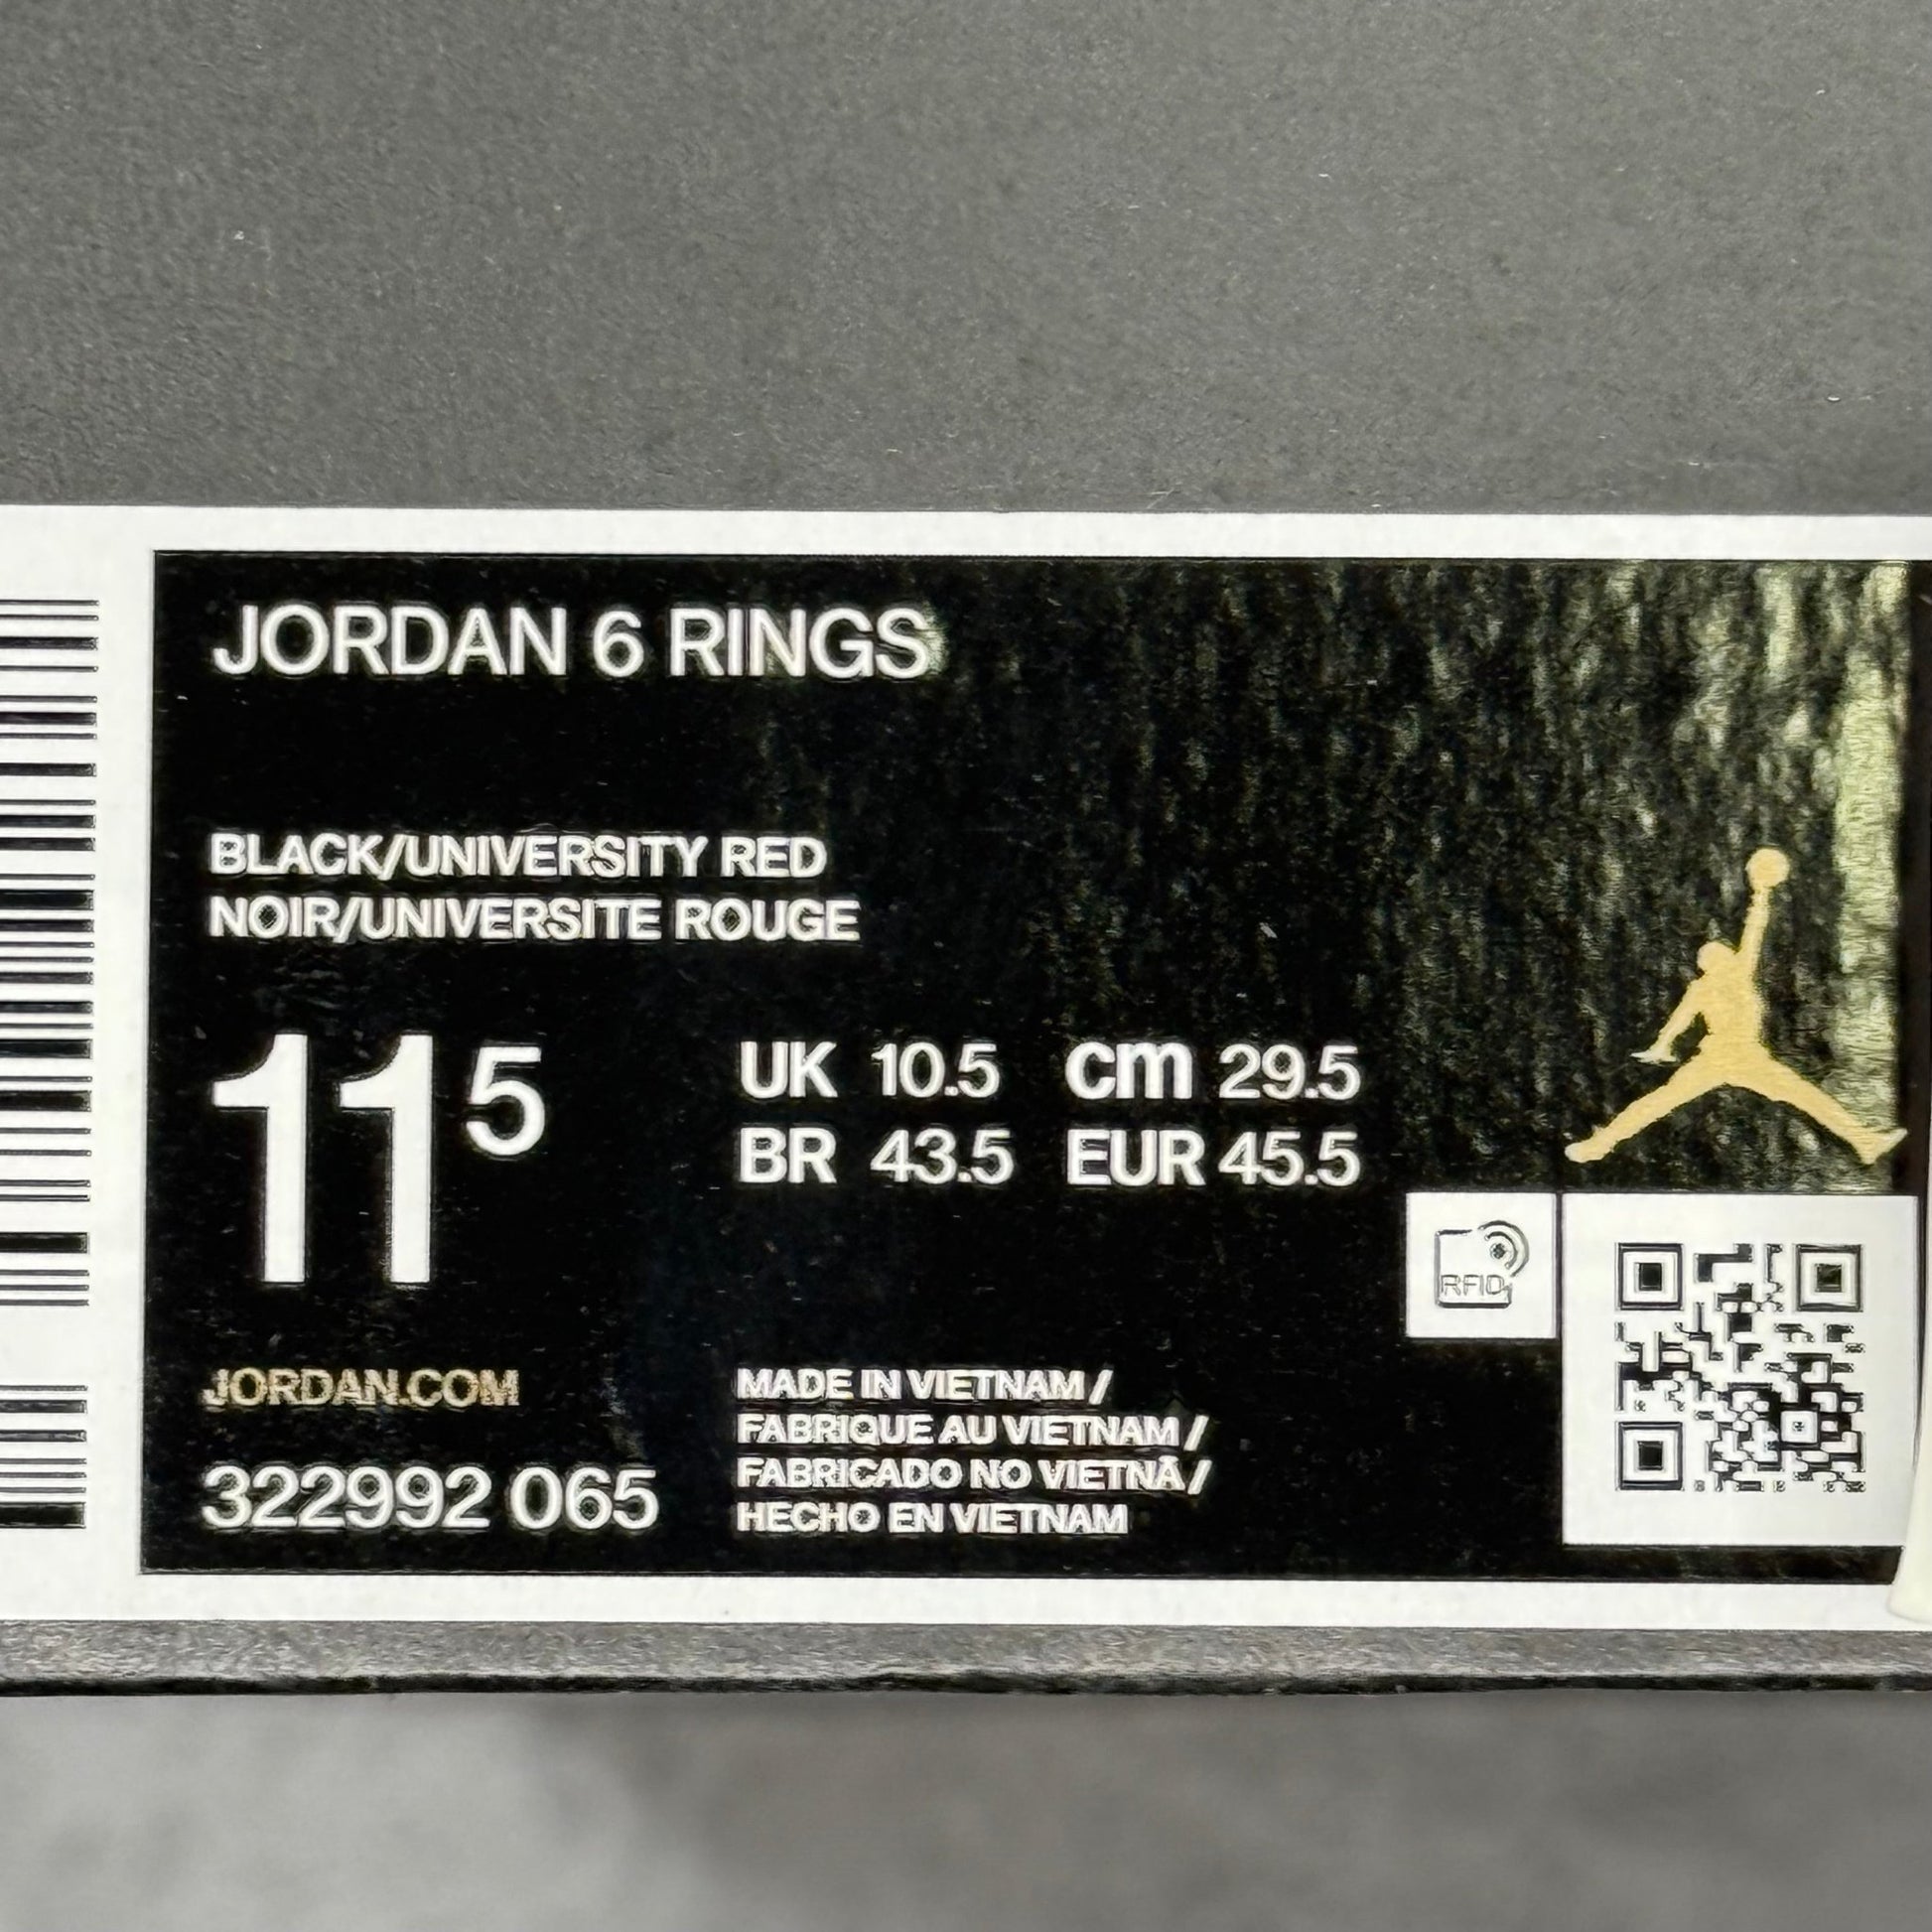 JORDAN 6 RINGS
BLACK/UNIVERSITY RED
NOIR/UNIVERSITE ROUGE
11⁵
UK 10.5 cm 29.5
BR 43.5 EUR 45.5
RFID
JORDAN.COM
322992 065
MADE IN VIETNAM /
FABRIQUE AU VIETNAM /
FABRICADO NO VIETNÃ /
HECHO EN VIETNAM